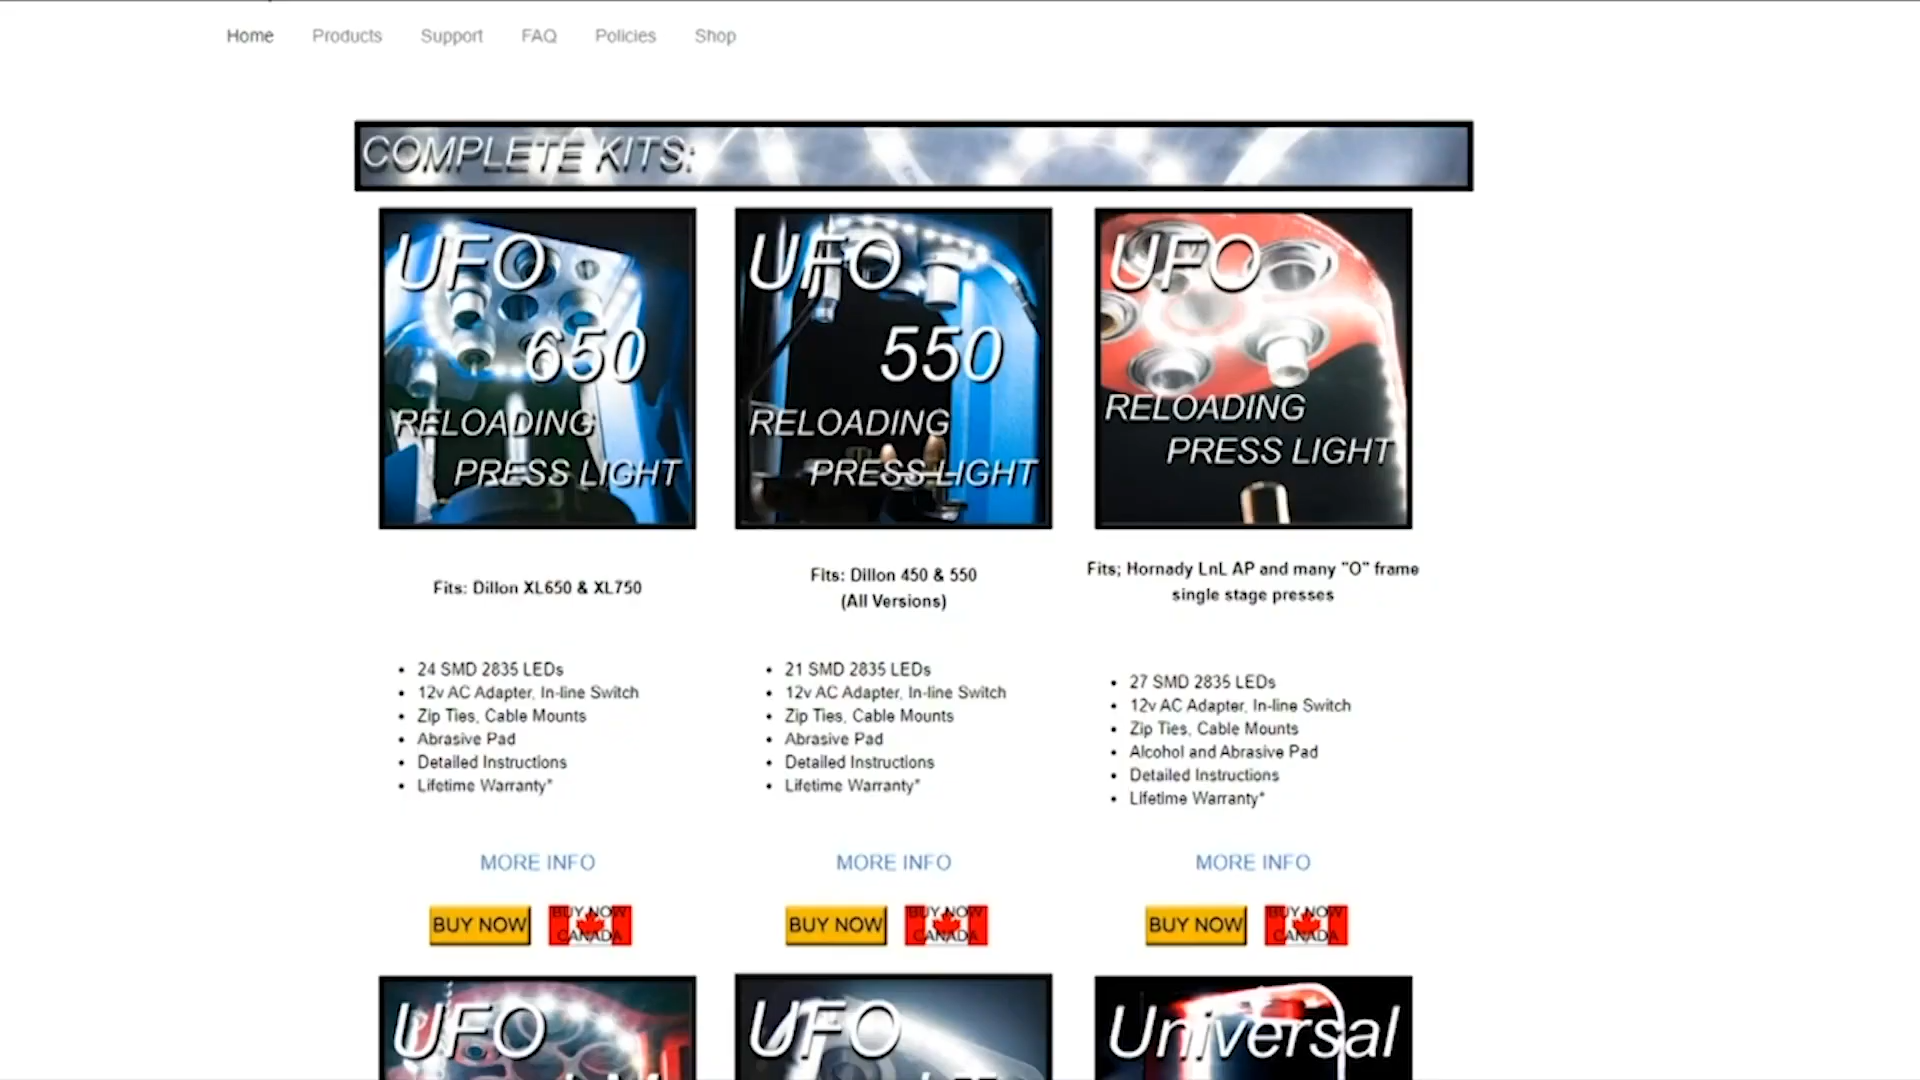 Home Products Support FAQ Policies Shop
COMPLETE KITS:
UFO
650
RELOADING
PRESS LIGHT
UFO
550
RELOADING
PRESS LIGHT
UFO
RELOADING
PRESS LIGHT
Fits: Dillon XL650 & XL750
Fits: Dillon 450 & 550
(All Versions)
Fits; Hornady LnL AP and many "O" frame
single stage presses
24 SMD 2835 LEDs
12v AC Adapter, In-line Switch
Zip Ties, Cable Mounts
Abrasive Pad
Detailed Instructions
Lifetime Warranty*
21 SMD 2835 LEDs
12v AC Adapter, In-line Switch
Zip Ties, Cable Mounts
Abrasive Pad
Detailed Instructions
Lifetime Warranty*
27 SMD 2835 LEDs
12v AC Adapter, In-line Switch
Zip Ties, Cable Mounts
Alcohol and Abrasive Pad
Detailed Instructions
Lifetime Warranty*
MORE INFO
MORE INFO
MORE INFO
BUY NOW
BUY NOW
CANADA
BUY NOW
BUY NOW
CANADA
BUY NOW
BUY NOW
CANADA
UFO
UFO
Universal